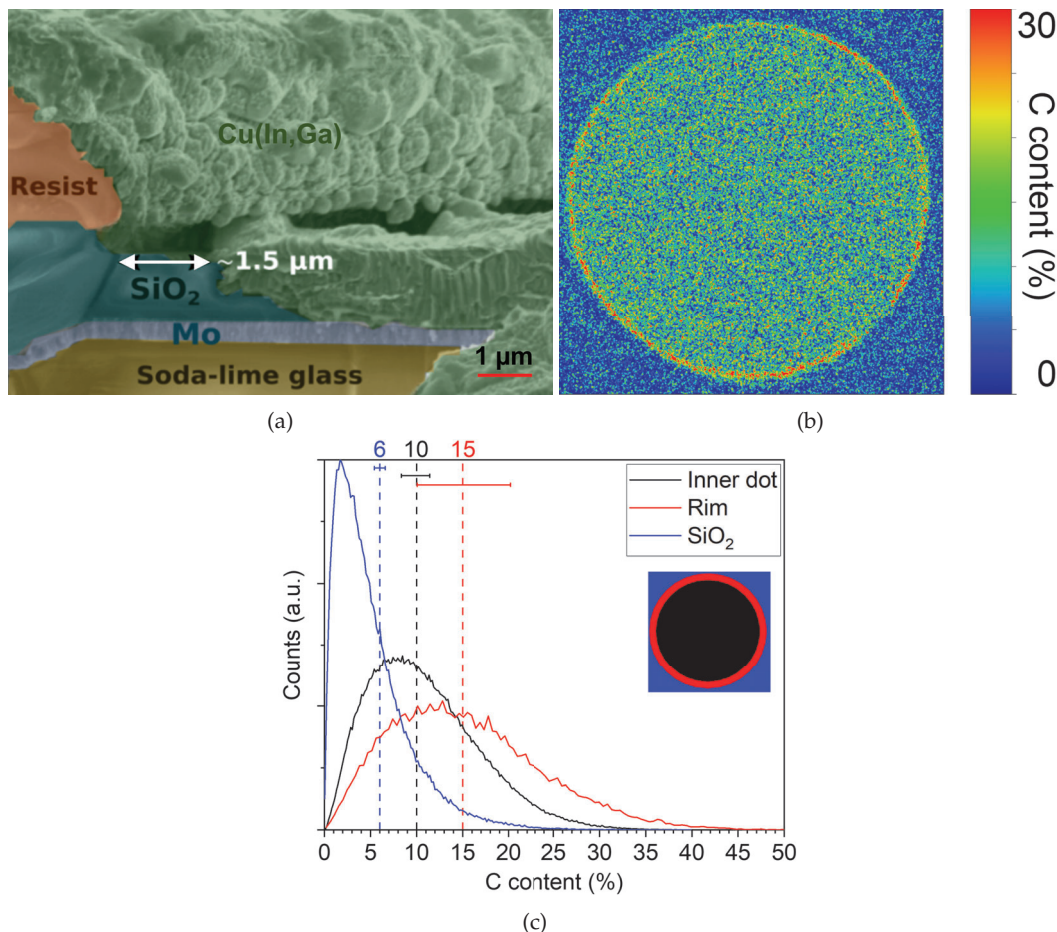 Cu(In,Ga)
Resist
~1.5 µm
SiO2
Mo
1 µm
Soda-lime glass
(a)
30
C content (%)
0
(b)
6 10 15
Inner dot
Rim
SiO2
Counts (a.u.)
0 5 10 15 20 25 30 35 40 45 50
C content (%)
(c)